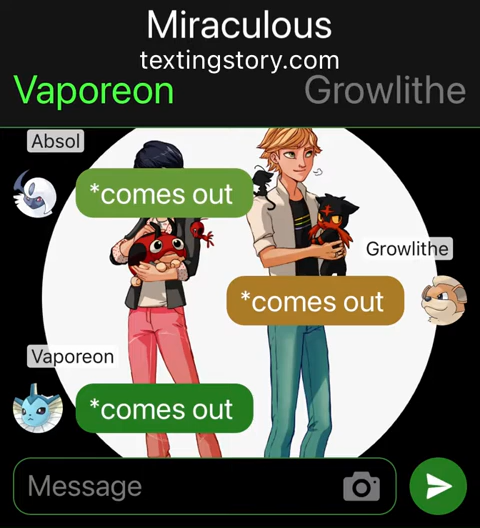 Miraculous
textingstory.com
Vaporeon Growlithe
Absol
*comes out
Growlithe
*comes out
Vaporeon
*comes out
Message